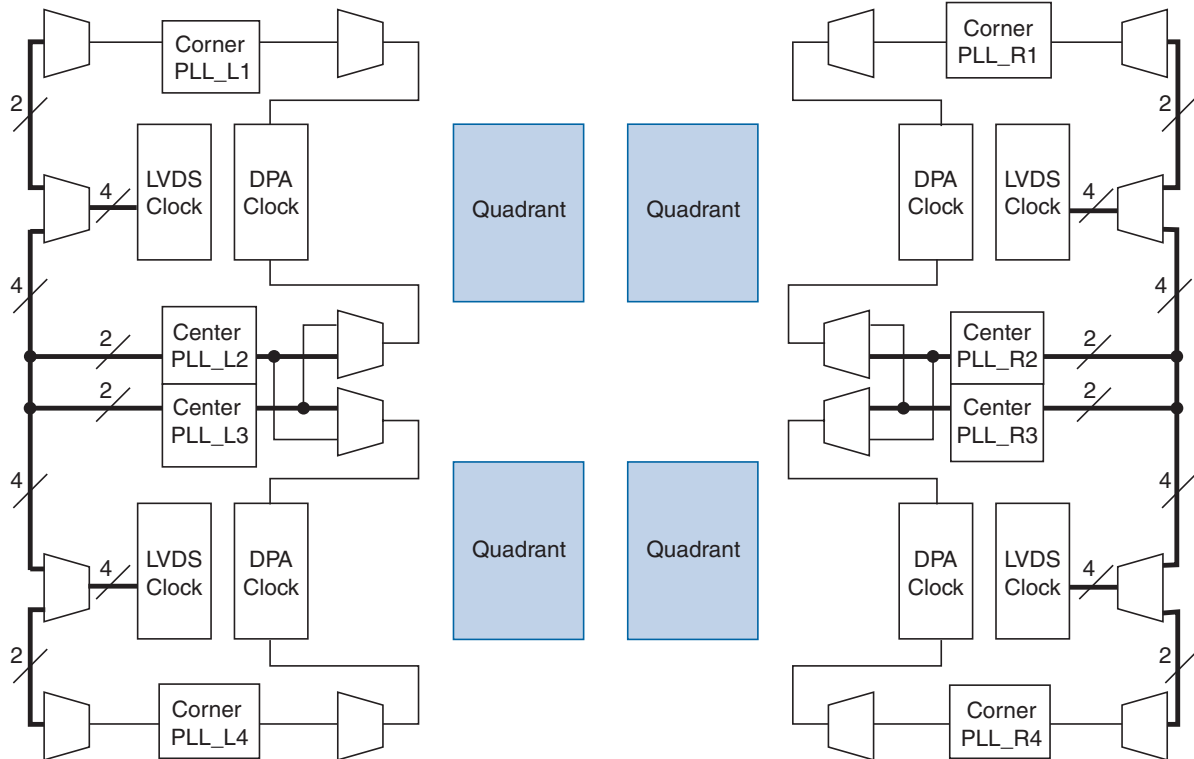 Corner
PLL_L1
Corner
PLL_R1
2
2
LVDS
Clock
DPA
Clock
Quadrant
Quadrant
DPA
Clock
LVDS
Clock
4
4
4
4
2
Center
PLL_L2
Center
PLL_R2
2
2
Center
PLL_L3
Center
PLL_R3
2
4
4
LVDS
Clock
DPA
Clock
Quadrant
Quadrant
DPA
Clock
LVDS
Clock
4
4
2
2
Corner
PLL_L4
Corner
PLL_R4